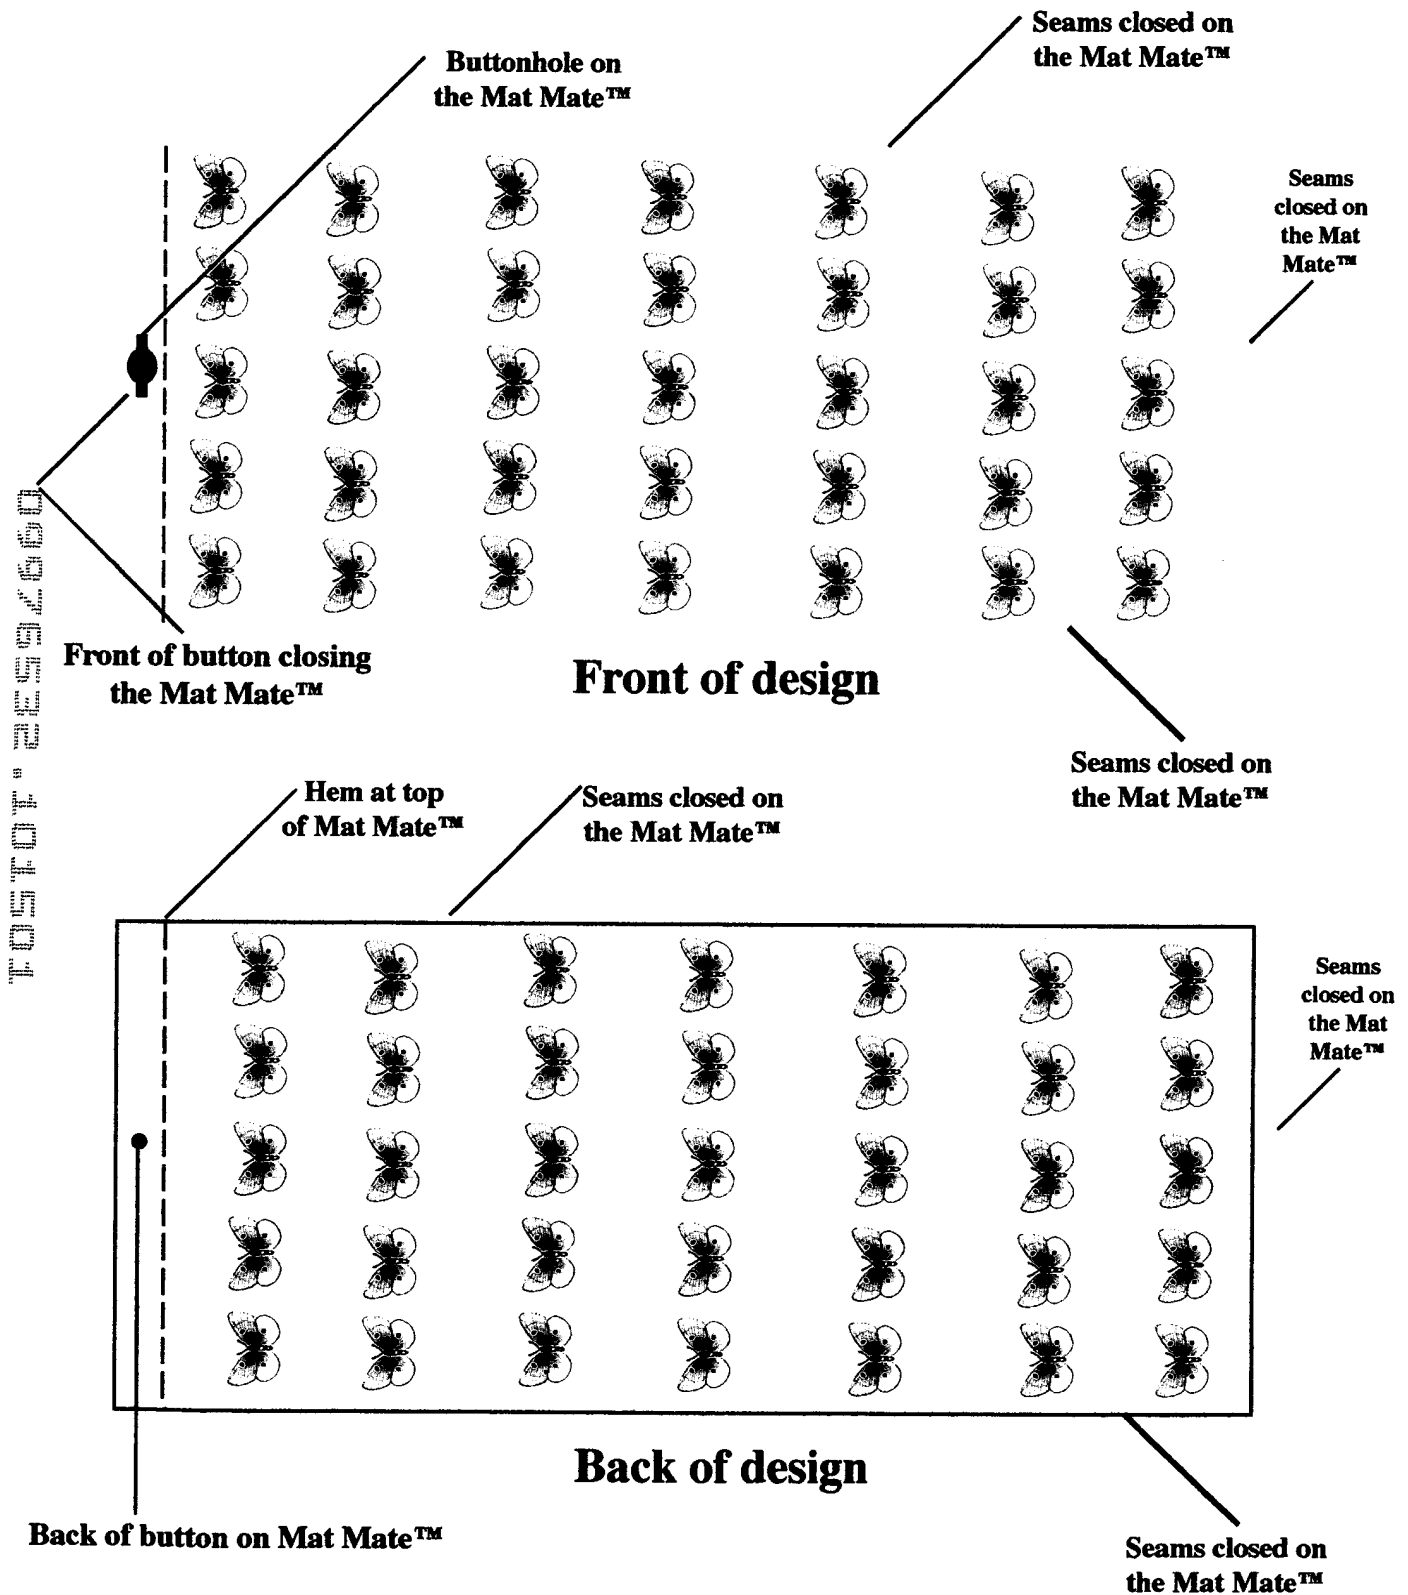 Seams closed on
the Mat Mate™
Buttonhole on
the Mat Mate™
Seams
closed on
the Mat
Mate™
Front of button closing
the Mat Mate™
Front of design
Seams closed on
the Mat Mate™
Hem at top
of Mat Mate™
Seams closed on
the Mat Mate™
Seams
closed on
the Mat
Mate™
Back of design
Back of button on Mat Mate™
Seams closed on
the Mat Mate™